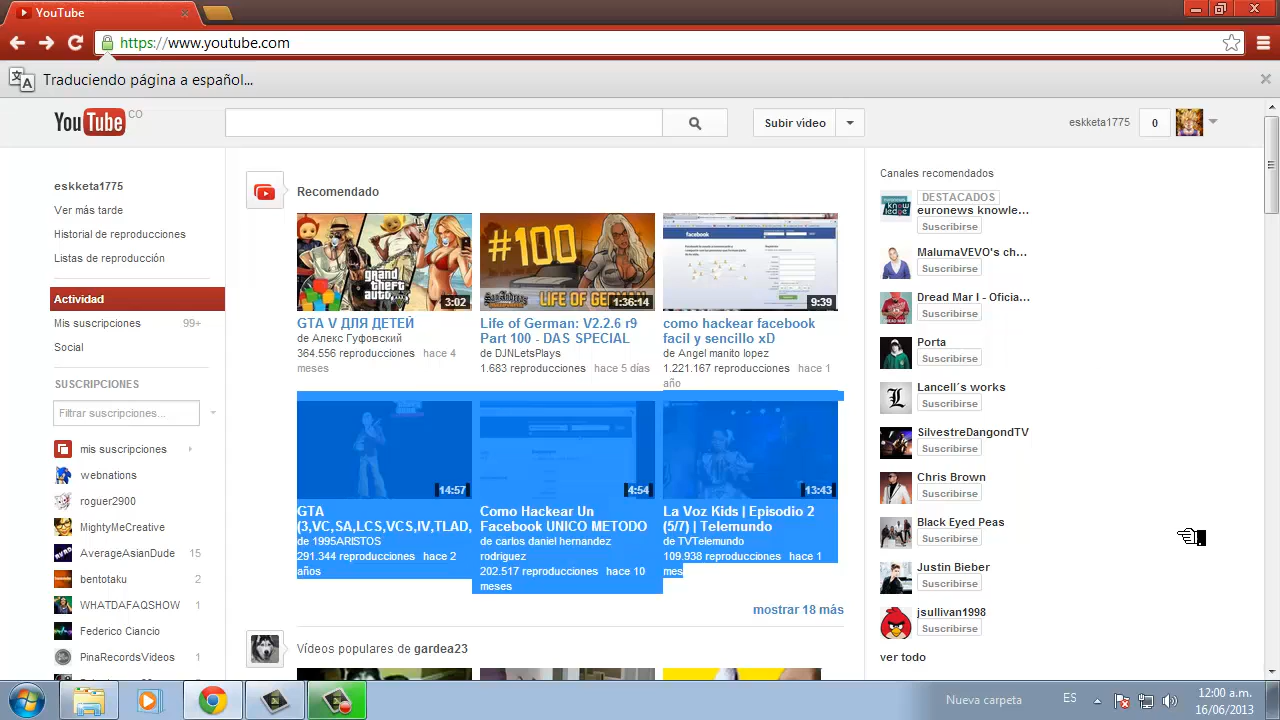 YouTube
https://www.youtube.com
Traduciendo página a español...
YouTube CO
Subir vídeo
eskketa1775
0
eskketa1775
Ver más tarde
Historial de reproducciones
Listas de reproducción
Actividad
Mis suscripciones 99+
Social
SUSCRIPCIONES
Filtrar suscripciones...
mis suscripciones
webnations
roguer2900
MightyMeCreative
AverageAsianDude 15
bentotaku 2
WHATDAFAQSHOW 1
Federico Ciancio
PinaRecordsVideos 1
Recomendado
grand
theft
auto
3:02
GTA V ДЛЯ ДЕТЕЙ
de Алекс Гуфовский
364.556 reproducciones hace 4
meses
#100
LIFE OF GERMAN
1:36:14
Life of German: V2.2.6 r9
Part 100 - DAS SPECIAL
de DJNLetsPlays
1.683 reproducciones hace 5 días
facebook
9:39
como hackear facebook
facil y sencillo xD
de Angel manito lopez
1.221.167 reproducciones hace 1
año
14:57
GTA
(3,VC,SA,LCS,VCS,IV,TLAD,
de 1995ARISTOS
291.344 reproducciones hace 2
años
4:54
Como Hackear Un
Facebook UNICO METODO
de carlos daniel hernandez
rodriguez
202.517 reproducciones hace 10
meses
13:43
La Voz Kids | Episodio 2
(5/7) | Telemundo
de TVTelemundo
109.938 reproducciones hace 1
mes
mostrar 18 más
Vídeos populares de gardea23
Canales recomendados
DESTACADOS
euronews knowle...
Suscribirse
MalumaVEVO's ch...
Suscribirse
Dread Mar I - Oficia...
Suscribirse
Porta
Suscribirse
Lancell´s works
Suscribirse
SilvestreDangondTV
Suscribirse
Chris Brown
Suscribirse
Black Eyed Peas
Suscribirse
Justin Bieber
Suscribirse
jsullivan1998
Suscribirse
ver todo
Nueva carpeta
ES
12:00 a.m.
16/06/2013